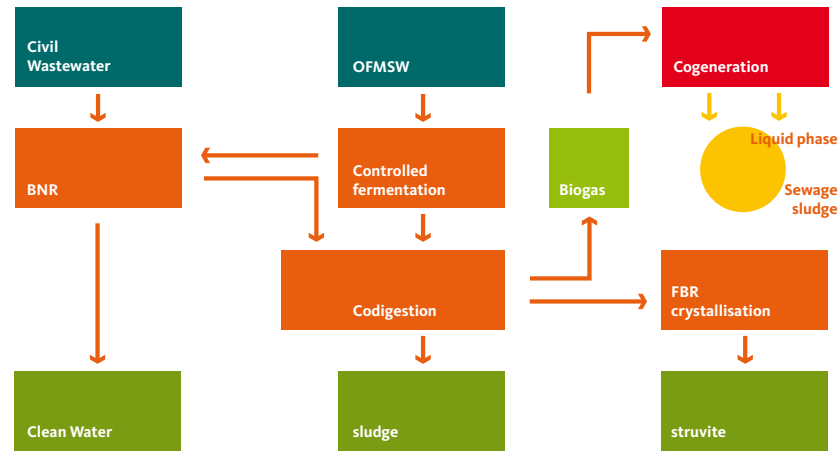 Civil
Wastewater
OFMSW
Cogeneration
BNR
Controlled
fermentation
Biogas
Liquid phase
Sewage
sludge
Codigestion
FBR
crystallisation
Clean Water
sludge
struvite